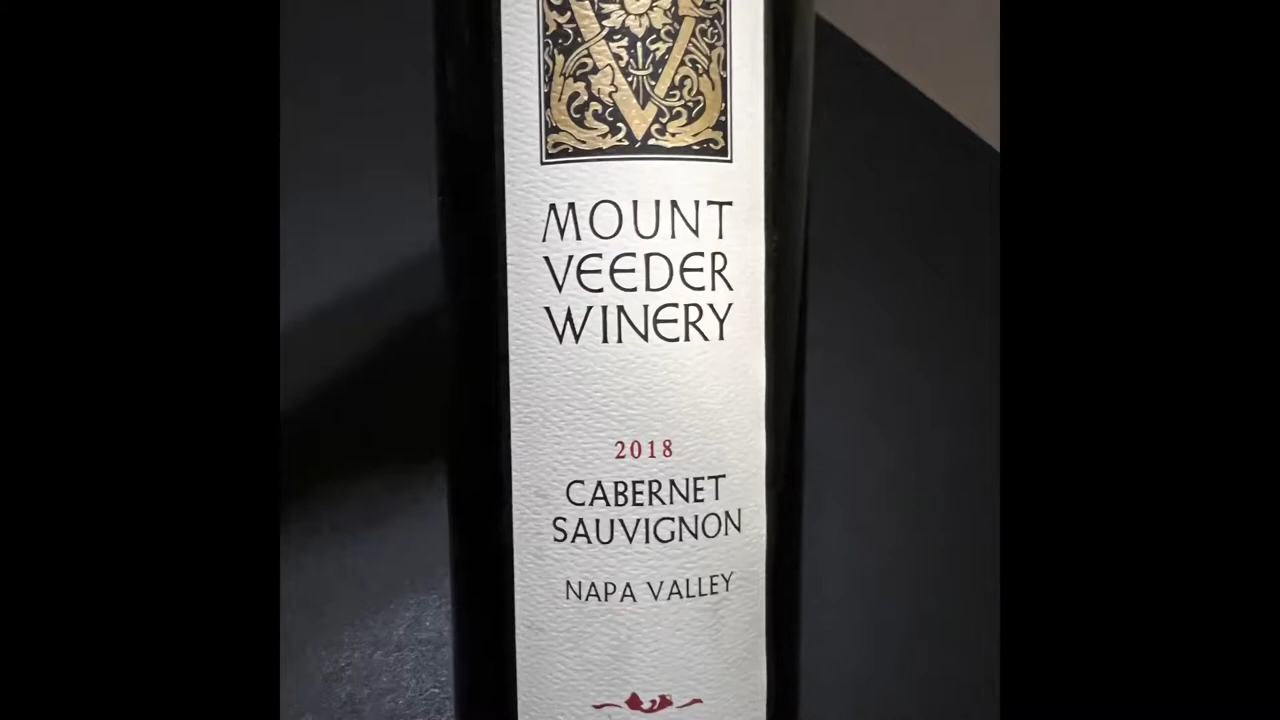 V
MOUNT
VEEDER
WINERY
2018
CABERNET
SAUVIGNON
NAPA VALLEY